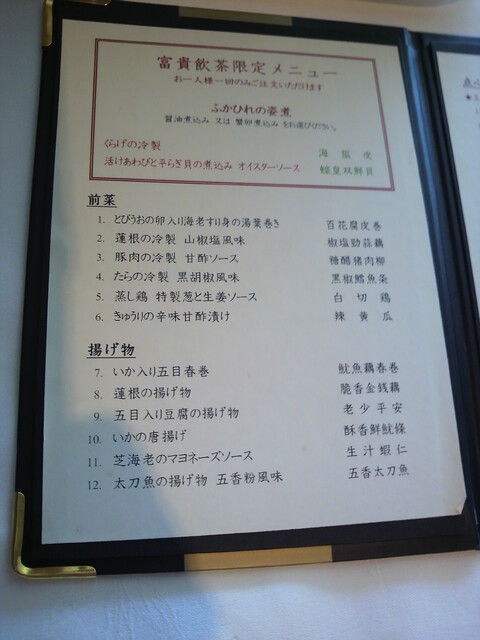 富貴飲茶限定メニュー
お一人様一回のみご注文いただけます
ふかひれの姿煮
醤油煮込み 又は 蟹卵煮込み をお選びください。
くらげの冷製 海蜇皮
活けあわびと平らぎ貝の煮込み オイスターソース 鮑皇双鮮貝
前菜
1. とびうおの卵入り海老すり身の湯葉巻き 百花腐皮巻
2. 蓮根の冷製 山椒塩風味 椒塩勁蒜藕
3. 豚肉の冷製 甘酢ソース 糖醋猪肉柳
4. たらの冷製 黒胡椒風味 黒椒鱈魚条
5. 蒸し鶏 特製葱と生姜ソース 白切鶏
6. きゅうりの辛味甘酢漬け 辣黄瓜
揚げ物
7. いか入り五目春巻 魷魚藕春巻
8. 蓮根の揚げ物 脆香金銭藕
9. 五目入り豆腐の揚げ物 老少平安
10. いかの唐揚げ 酥香鮮魷條
11. 芝海老のマヨネーズソース 生汁蝦仁
12. 太刀魚の揚げ物 五香粉風味 五香太刀魚